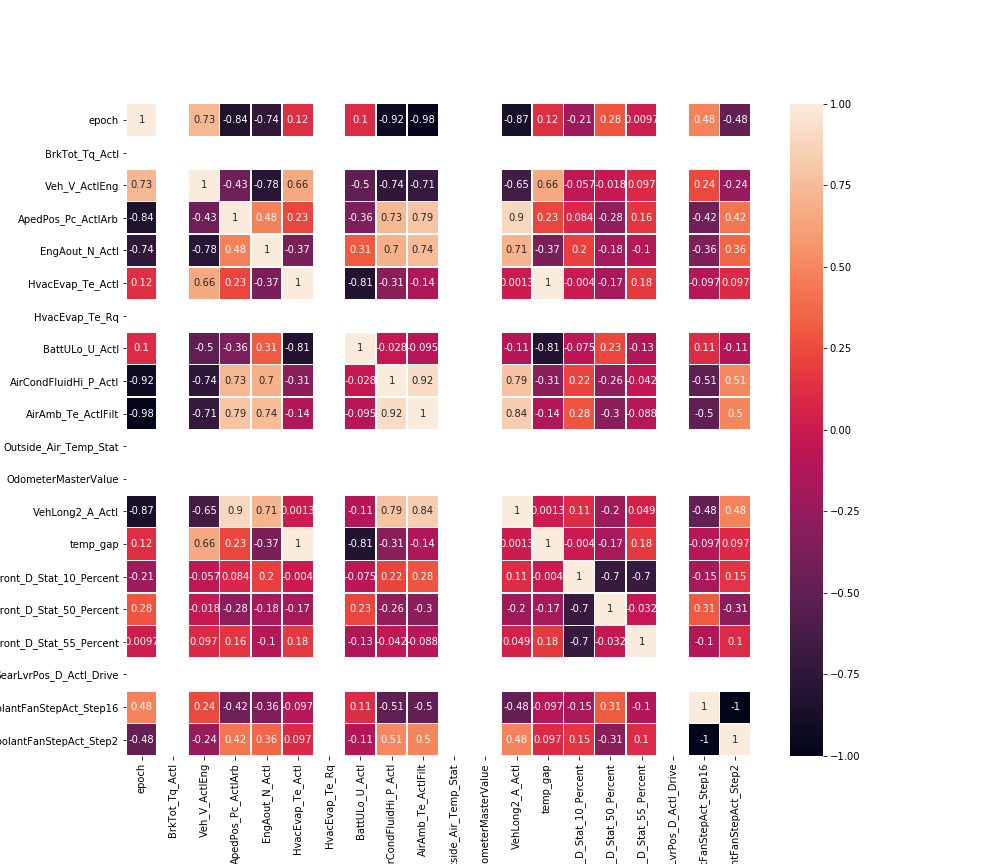 epoch 1 0.73 -0.84 -0.74 0.12 0.1 -0.92 -0.98 -0.87 0.12 -0.21 0.28 0.0097 0.48 -0.48 1.00
BrkTot_Tq_Actl
Veh_V_ActlEng 0.73 1 -0.43 -0.78 0.66 -0.5 -0.74 -0.71 -0.65 0.66 -0.057 -0.018 0.097 0.24 -0.24 0.75
ApedPos_Pc_ActlArb -0.84 -0.43 1 0.48 0.23 -0.36 0.73 0.79 0.9 0.23 0.084 -0.28 0.16 -0.42 0.42
EngAout_N_Actl -0.74 -0.78 0.48 1 -0.37 0.31 0.7 0.74 0.71 -0.37 0.2 -0.18 -0.1 -0.36 0.36 0.50
HvacEvap_Te_Actl 0.12 0.66 0.23 -0.37 1 -0.81 -0.31 -0.14 0.0013 1 -0.004 -0.17 0.18 -0.097 0.097
HvacEvap_Te_Rq
BattULo_U_Actl 0.1 -0.5 -0.36 0.31 -0.81 1 -0.028 -0.095 -0.11 -0.81 -0.075 0.23 -0.13 0.11 -0.11 0.25
AirCondFluidHi_P_Actl -0.92 -0.74 0.73 0.7 -0.31 -0.028 1 0.92 0.79 -0.31 0.22 -0.26 -0.042 -0.51 0.51
AirAmb_Te_ActlFilt -0.98 -0.71 0.79 0.74 -0.14 -0.095 0.92 1 0.84 -0.14 0.28 -0.3 -0.088 -0.5 0.5 0.00
Outside_Air_Temp_Stat
OdometerMasterValue
VehLong2_A_Actl -0.87 -0.65 0.9 0.71 0.0013 -0.11 0.79 0.84 1 0.0013 0.11 -0.2 0.049 -0.48 0.48 −0.25
temp_gap 0.12 0.66 0.23 -0.37 1 -0.81 -0.31 -0.14 0.0013 1 -0.004 -0.17 0.18 -0.097 0.097
ront_D_Stat_10_Percent -0.21 -0.057 0.084 0.2 -0.004 -0.075 0.22 0.28 0.11 -0.004 1 -0.7 -0.7 -0.15 0.15 −0.50
ront_D_Stat_50_Percent 0.28 -0.018 -0.28 -0.18 -0.17 0.23 -0.26 -0.3 -0.2 -0.17 -0.7 1 -0.032 0.31 -0.31
ront_D_Stat_55_Percent 0.0097 0.097 0.16 -0.1 0.18 -0.13 -0.042 -0.088 0.049 0.18 -0.7 -0.032 1 -0.1 0.1
GearLvrPos_D_Actl_Drive −0.75
olantFanStepAct_Step16 0.48 0.24 -0.42 -0.36 -0.097 0.11 -0.51 -0.5 -0.48 -0.097 -0.15 0.31 -0.1 1 -1
oolantFanStepAct_Step2 -0.48 -0.24 0.42 0.36 0.097 -0.11 0.51 0.5 0.48 0.097 0.15 -0.31 0.1 -1 1 −1.00
epoch
BrkTot_Tq_Actl
Veh_V_ActlEng
ApedPos_Pc_ActlArb
EngAout_N_Actl
HvacEvap_Te_Actl
HvacEvap_Te_Rq
BattULo_U_Actl
rCondFluidHi_P_Actl
AirAmb_Te_ActlFilt
side_Air_Temp_Stat
ometerMasterValue
VehLong2_A_Actl
temp_gap
_D_Stat_10_Percent
_D_Stat_50_Percent
_D_Stat_55_Percent
vrPos_D_Actl_Drive
tFanStepAct_Step16
ntFanStepAct_Step2